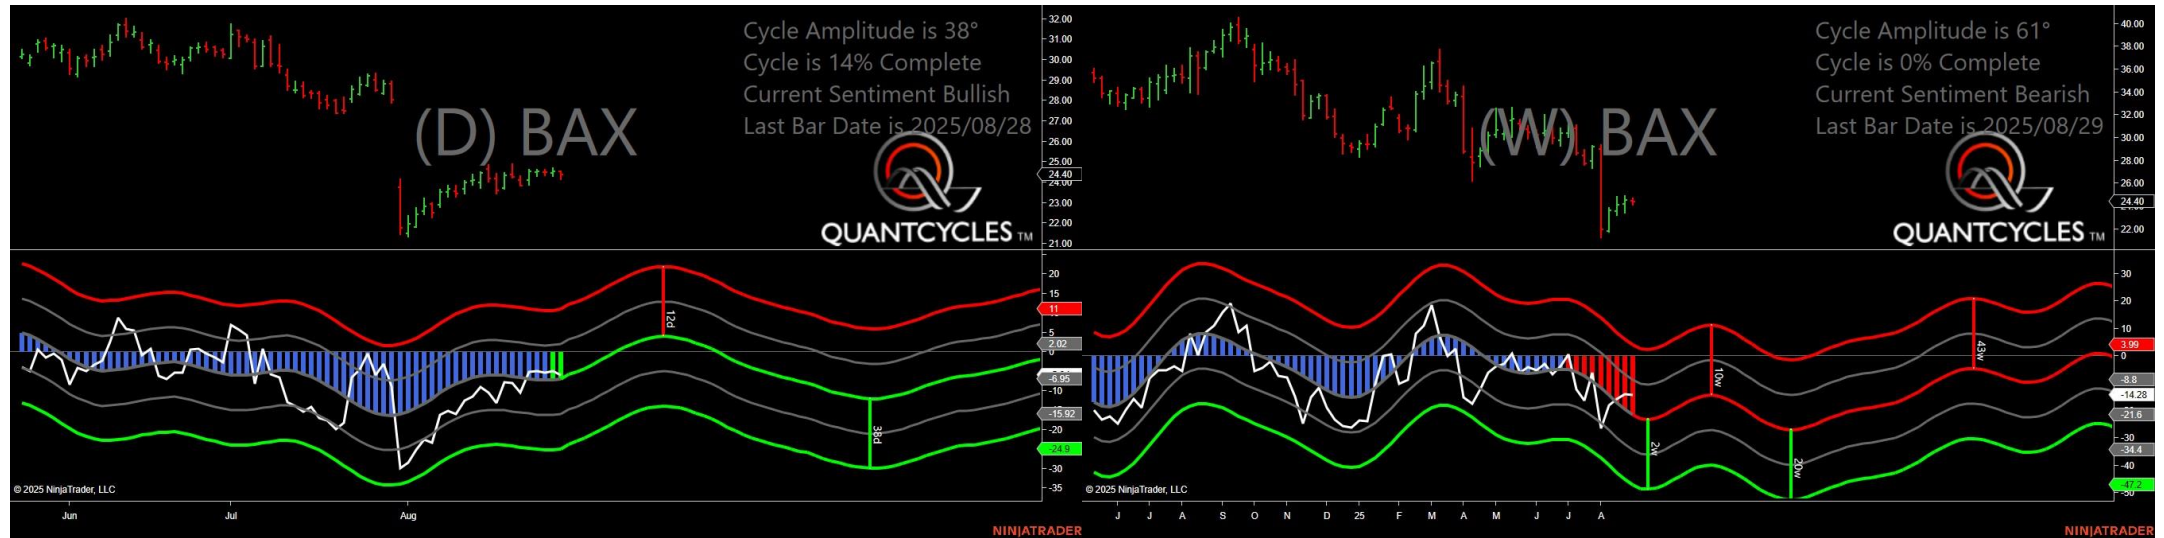 Cycle Amplitude is 38°
Cycle is 14% Complete
Current Sentiment Bullish
Last Bar Date is 2025/08/28
(D) BAX
QUANTCYCLES TM
32.00
31.00
30.00
29.00
28.00
27.00
26.00
25.00
24.40
24.00
23.00
22.00
21.00
20
15
11
5
2.02
0
-6.95
-10
-15.92
-20
-24.9
-30
-35
12d
38d
© 2025 NinjaTrader, LLC
Jun Jul Aug
NINJATRADER
Cycle Amplitude is 61°
Cycle is 0% Complete
Current Sentiment Bearish
Last Bar Date is 2025/08/29
(W) BAX
QUANTCYCLES TM
40.00
38.00
36.00
34.00
32.00
30.00
28.00
26.00
24.40
22.00
30
20
10
3.99
0
-8.8
-14.28
-21.6
-30
-34.4
-40
-47.2
-50
2w
10w
20w
43w
© 2025 NinjaTrader, LLC
J J A S O N D 25 F M A M J J A
NINJATRADER